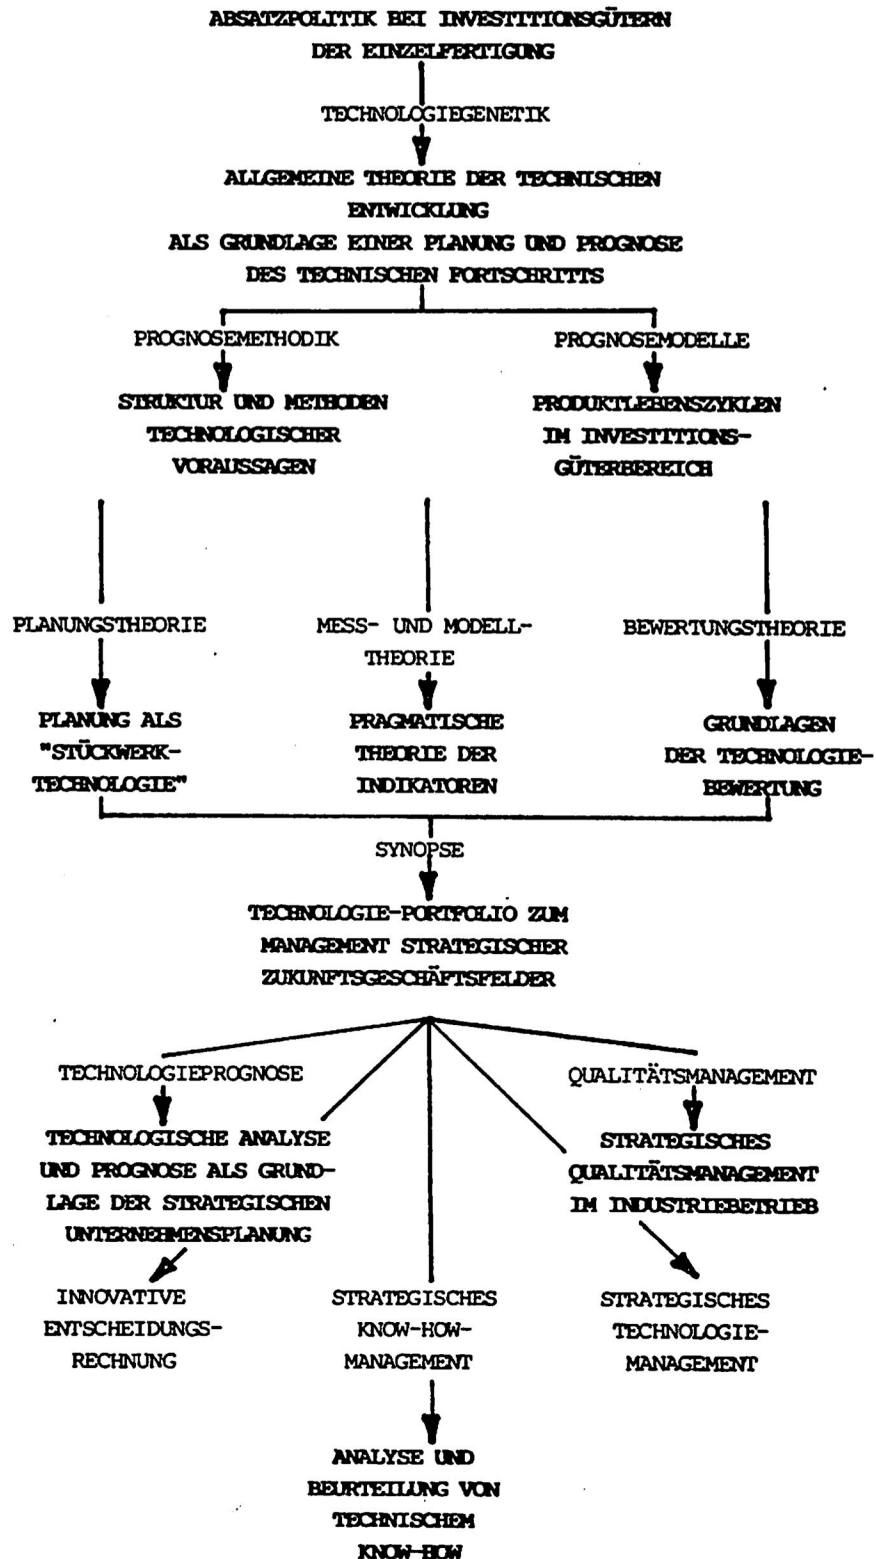 ABSATZPOLITIK BEI INVESTITIONSGÜTERN
DER EINZELFERTIGUNG
TECHNOLOGIEGENETIK
ALLGEMEINE THEORIE DER TECHNISCHEN
ENTWICKLUNG
ALS GRUNDLAGE EINER PLANUNG UND PROGNOSE
DES TECHNISCHEN FORTSCHRITTS
PROGNOSEMETHODIK
STRUKTUR UND METHODEN
TECHNOLOGISCHER
VORAUSSAGEN
PROGNOSEMODELLE
PRODUKTLEBENSZYKLEN
IM INVESTITIONS-
GÜTERBEREICH
PLANUNGSTHEORIE
PLANUNG ALS
"STÜCKWERK-
TECHNOLOGIE"
MESS- UND MODELL-
THEORIE
PRAGMATISCHE
THEORIE DER
INDIKATOREN
BEWERTUNGSTHEORIE
GRUNDLAGEN
DER TECHNOLOGIE-
BEWERTUNG
SYNOPSE
TECHNOLOGIE-PORTFOLIO ZUM
MANAGEMENT STRATEGISCHER
ZUKUNFTSGESCHÄFTSFELDER
TECHNOLOGIEPROGNOSE
TECHNOLOGISCHE ANALYSE
UND PROGNOSE ALS GRUND-
LAGE DER STRATEGISCHEN
UNTERNEHMENSPLANUNG
INNOVATIVE
ENTSCHEIDUNGS-
RECHNUNG
QUALITÄTSMANAGEMENT
STRATEGISCHES
QUALITÄTSMANAGEMENT
IM INDUSTRIEBETRIEB
STRATEGISCHES
TECHNOLOGIE-
MANAGEMENT
STRATEGISCHES
KNOW-HOW-
MANAGEMENT
ANALYSE UND
BEURTEILUNG VON
TECHNISCHEM
KNOW-HOW